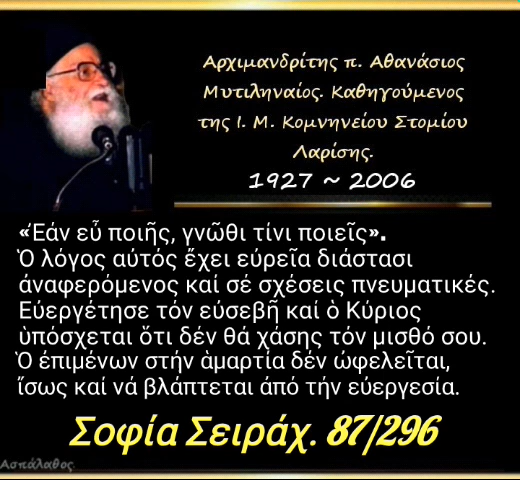 Αρχιμανδρίτης π. Αθανάσιος
Μυτιληναίος. Καθηγούμενος
της Ι. Μ. Κομνηνείου Στομίου
Λαρίσης.
1927 ~ 2006
«Ἐάν εὖ ποιῆς, γνῶθι τίνι ποιεῖς».
Ὁ λόγος αὐτός ἔχει εὐρεῖα διάστασι
ἀναφερόμενος καί σέ σχέσεις πνευματικές.
Εὐεργέτησε τόν εὐσεβῆ καί ὁ Κύριος
ὑπόσχεται ὅτι δέν θά χάσης τόν μισθό σου.
Ὁ ἐπιμένων στήν ἁμαρτία δέν ὠφελεῖται,
ἴσως καί νά βλάπτεται ἀπό τήν εὐεργεσία.
Σοφία Σειράχ. 87/296
Ασπάλαθος.